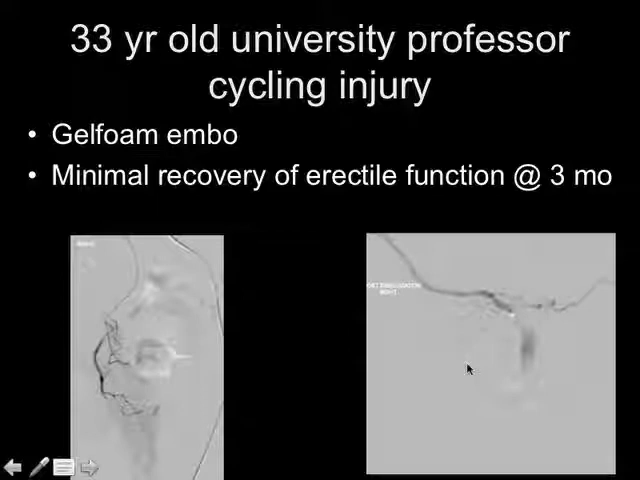 33 yr old university professor
cycling injury
• Gelfoam embo
• Minimal recovery of erectile function @ 3 mo